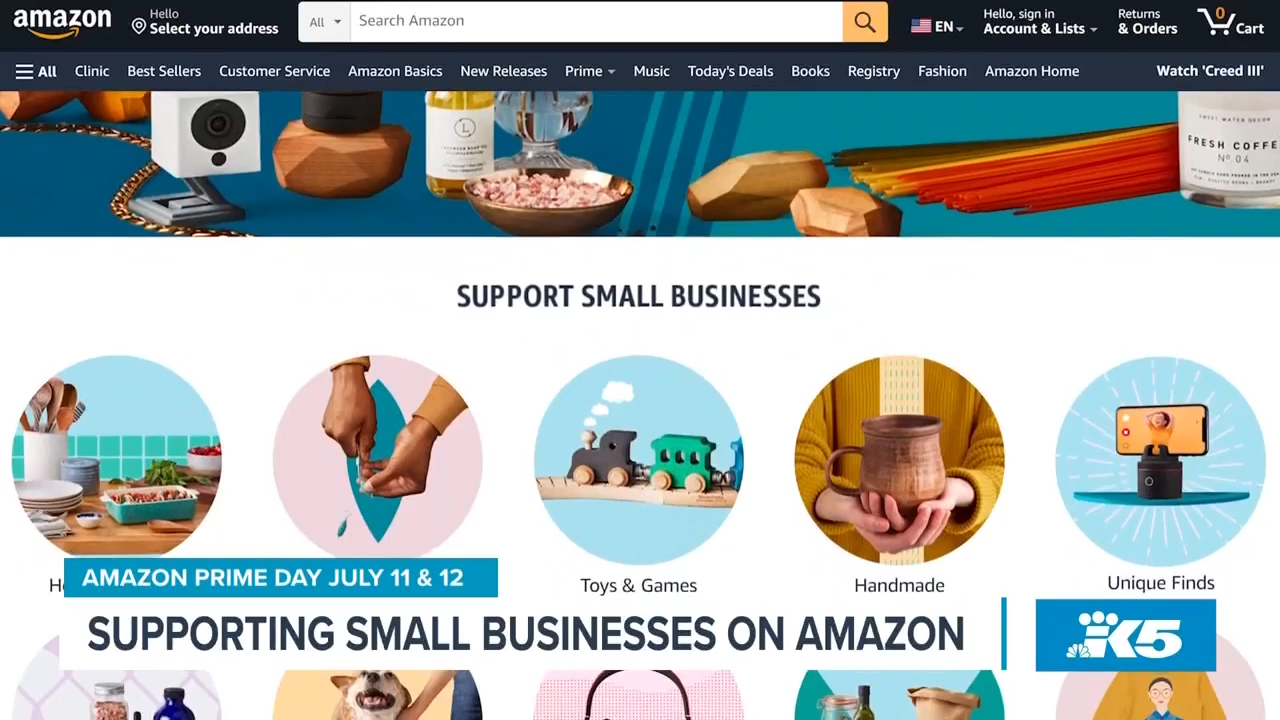 amazon
Hello
Select your address
All
Search Amazon
EN
Hello, sign in
Account & Lists
Returns
& Orders
0
Cart
All
Clinic
Best Sellers
Customer Service
Amazon Basics
New Releases
Prime
Music
Today's Deals
Books
Registry
Fashion
Amazon Home
Watch 'Creed III'
L
SWEET WATER DECOR
FRESH COFFE
Nº. 04
SUPPORT SMALL BUSINESSES
Toys & Games
Handmade
Unique Finds
AMAZON PRIME DAY JULY 11 & 12
SUPPORTING SMALL BUSINESSES ON AMAZON
K5